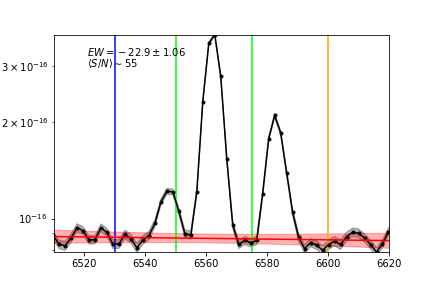 EW = −22.9 ± 1.06
⟨S/N⟩ ~ 55
3 × 10⁻¹⁶
2 × 10⁻¹⁶
10⁻¹⁶
6520 6540 6560 6580 6600 6620